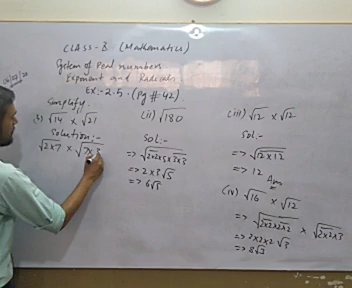 CLASS-8 (Mathematics)
System of Real numbers
Exponent and Radicals
Ex:-2.5-(Pg #42)
Simplify.
√14 × √21
Solution:-
√2×7 × √7×3
(ii) √180
Sol:-
=> √2×2×5×3×3
=> 2×3√5
=> 6√5
(iii) √12 × √12
Sol:-
=> √12×12
=> 12 Ans
(iv) √16 × √12
=> √2×2×2×2 × √2×2×3
=> 2×2×2 √3
=> 8√3